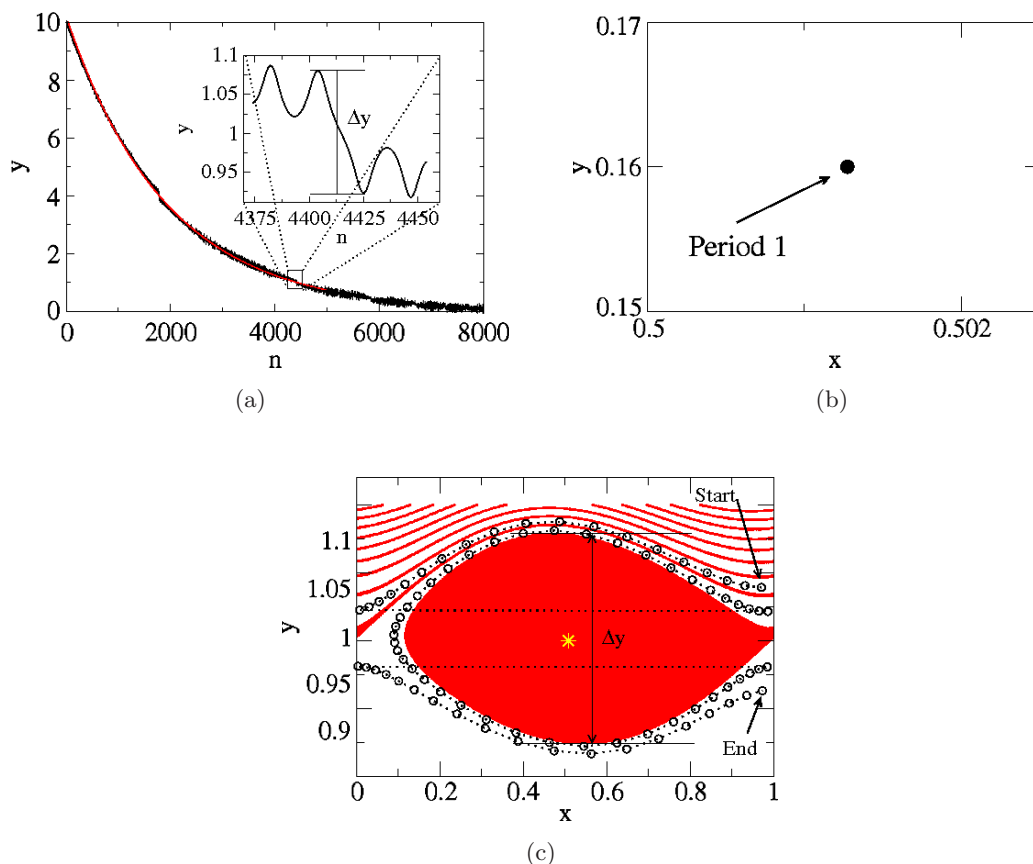 10
8
6
4
2
0
y
0 2000 4000 6000 8000
n
(a)
1.1
1.05
1
0.95
y
Δy
4375 4400 4425 4450
n
0.17
0.16
0.15
y
Period 1
0.5 0.502
x
(b)
1.1
1.05
1
0.95
0.9
y
Start
Δy
End
0 0.2 0.4 0.6 0.8 1
x
(c)